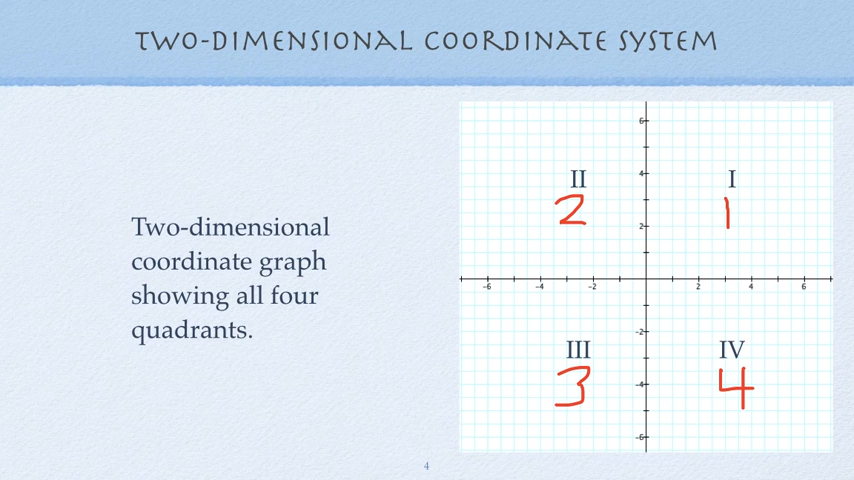 TWO-DIMENSIONAL COORDINATE SYSTEM
Two-dimensional
coordinate graph
showing all four
quadrants.
6
II I
4
2 1
2
-6 -4 -2 2 4 6
-2
III IV
3 4
-4
-6
4